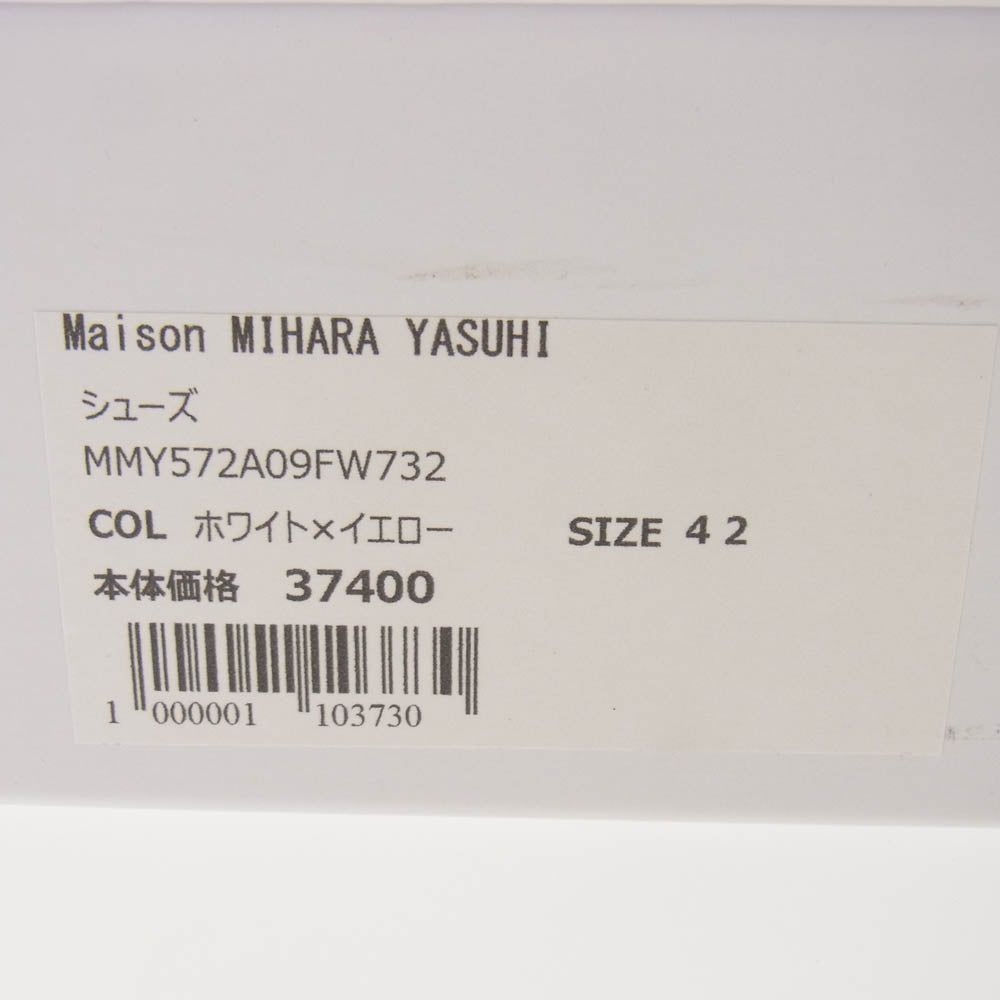 Maison MIHARA YASUHI
シューズ
MMY572A09FW732
COL ホワイト×イエロー SIZE 42
本体価格 37400
1 000001 103730